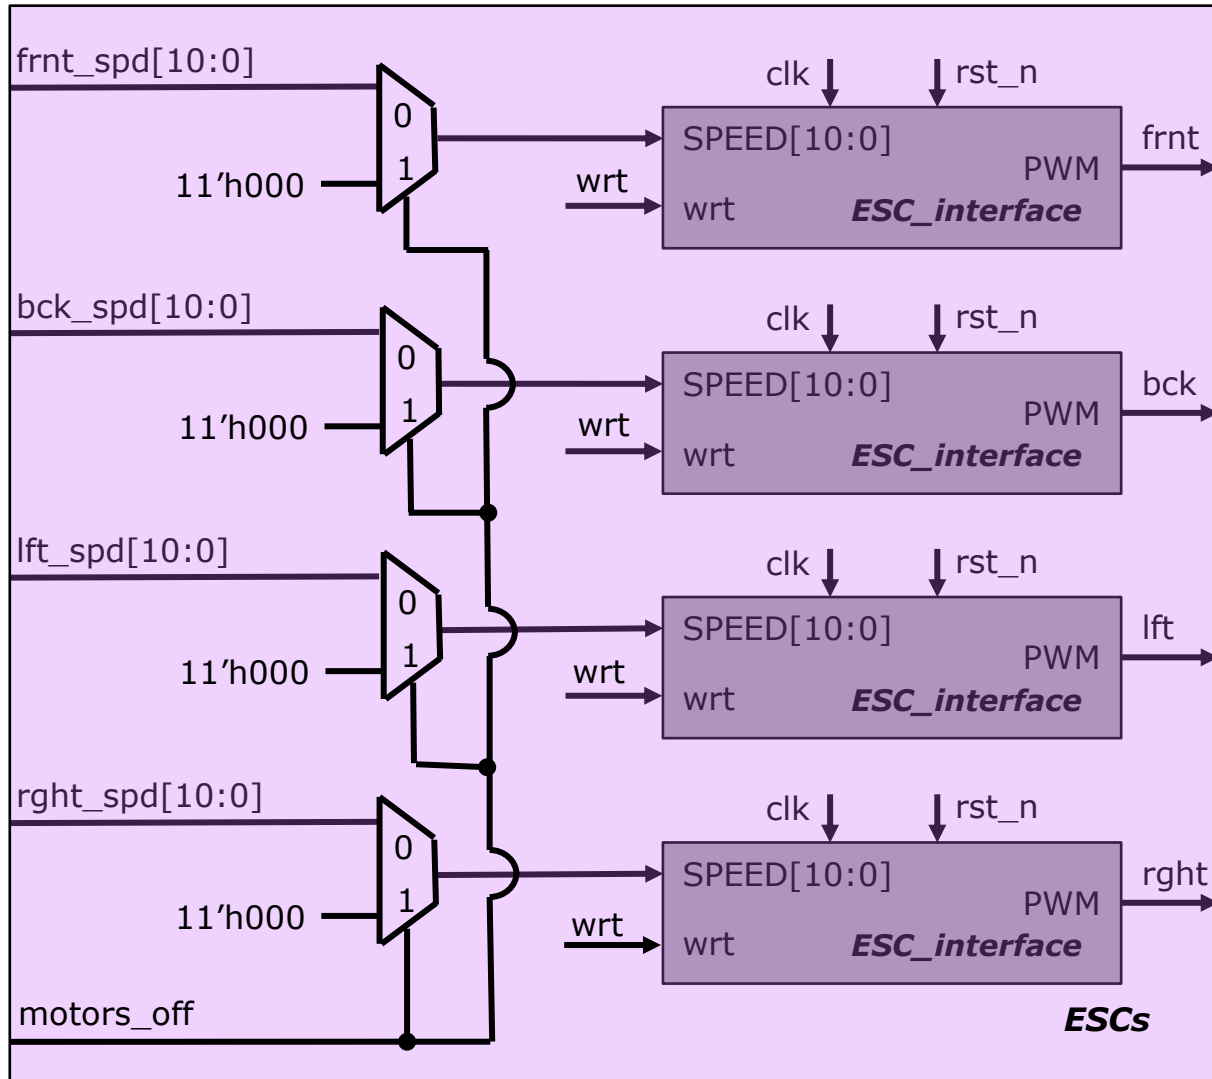 frnt_spd[10:0]
0
1
11’h000
clk
rst_n
SPEED[10:0]
wrt
wrt
PWM
ESC_interface
frnt
bck_spd[10:0]
0
1
11’h000
clk
rst_n
SPEED[10:0]
wrt
wrt
PWM
ESC_interface
bck
lft_spd[10:0]
0
1
11’h000
clk
rst_n
SPEED[10:0]
wrt
wrt
PWM
ESC_interface
lft
rght_spd[10:0]
0
1
11’h000
clk
rst_n
SPEED[10:0]
wrt
wrt
PWM
ESC_interface
rght
motors_off
ESCs